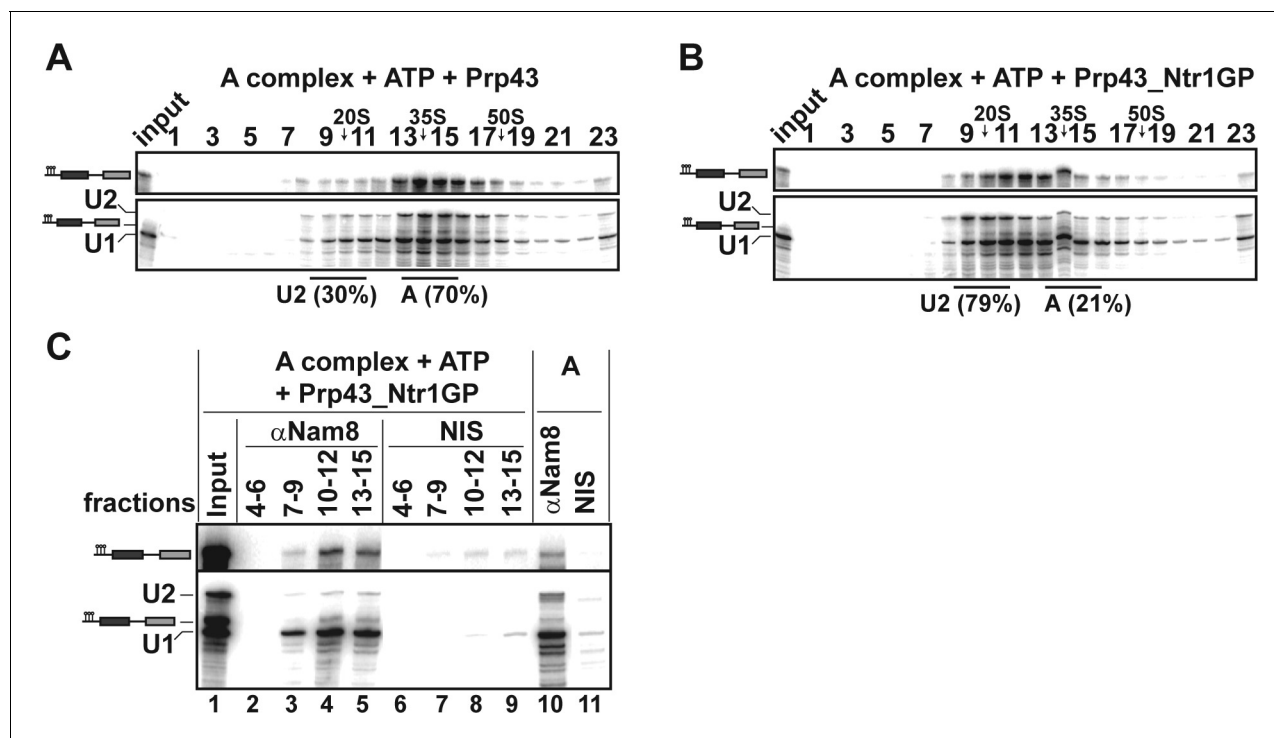 A
A complex + ATP + Prp43
20S 35S 50S
input 1 3 5 7 9 ↓ 11 13 ↓ 15 17 ↓ 19 21 23
U2
U1
U2 (30%) A (70%)
B
A complex + ATP + Prp43_Ntr1GP
20S 35S 50S
input 1 3 5 7 9 ↓ 11 13 ↓ 15 17 ↓ 19 21 23
U2
U1
U2 (79%) A (21%)
C
A complex + ATP
+ Prp43_Ntr1GP
A
αNam8 NIS
fractions Input 4-6 7-9 10-12 13-15 4-6 7-9 10-12 13-15 αNam8 NIS
U2
U1
1 2 3 4 5 6 7 8 9 10 11